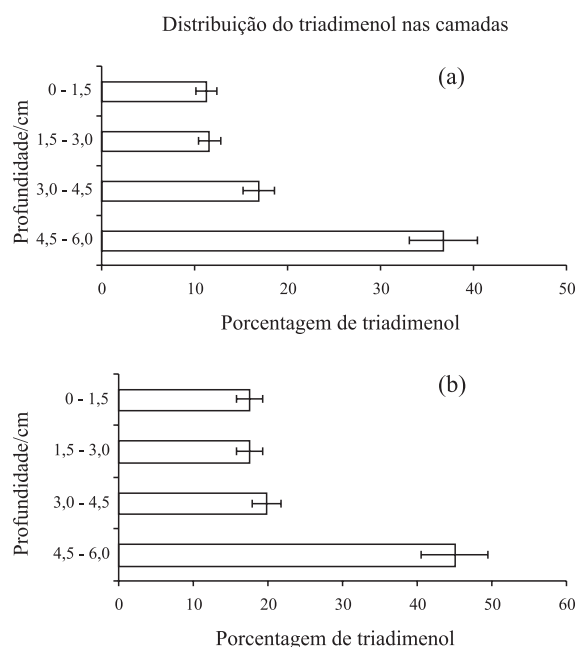 Distribuição do triadimenol nas camadas
(a)
Profundidade/cm
0 - 1,5
1,5 - 3,0
3,0 - 4,5
4,5 - 6,0
0 10 20 30 40 50
Porcentagem de triadimenol
(b)
Profundidade/cm
0 - 1,5
1,5 - 3,0
3,0 - 4,5
4,5 - 6,0
0 10 20 30 40 50 60
Porcentagem de triadimenol